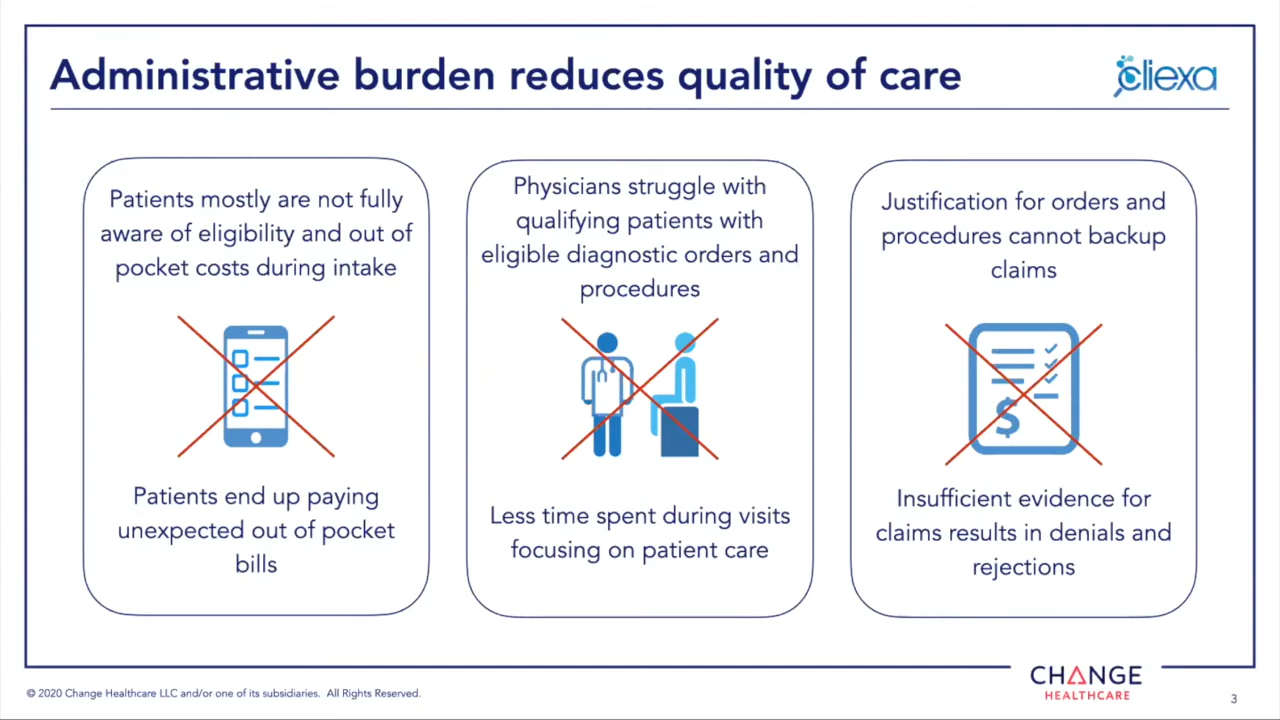 Administrative burden reduces quality of care
cliexa
Patients mostly are not fully
aware of eligibility and out of
pocket costs during intake
Patients end up paying
unexpected out of pocket
bills
Physicians struggle with
qualifying patients with
eligible diagnostic orders and
procedures
Less time spent during visits
focusing on patient care
Justification for orders and
procedures cannot backup
claims
$
Insufficient evidence for
claims results in denials and
rejections
© 2020 Change Healthcare LLC and/or one of its subsidiaries. All Rights Reserved.
CHANGE
HEALTHCARE
3